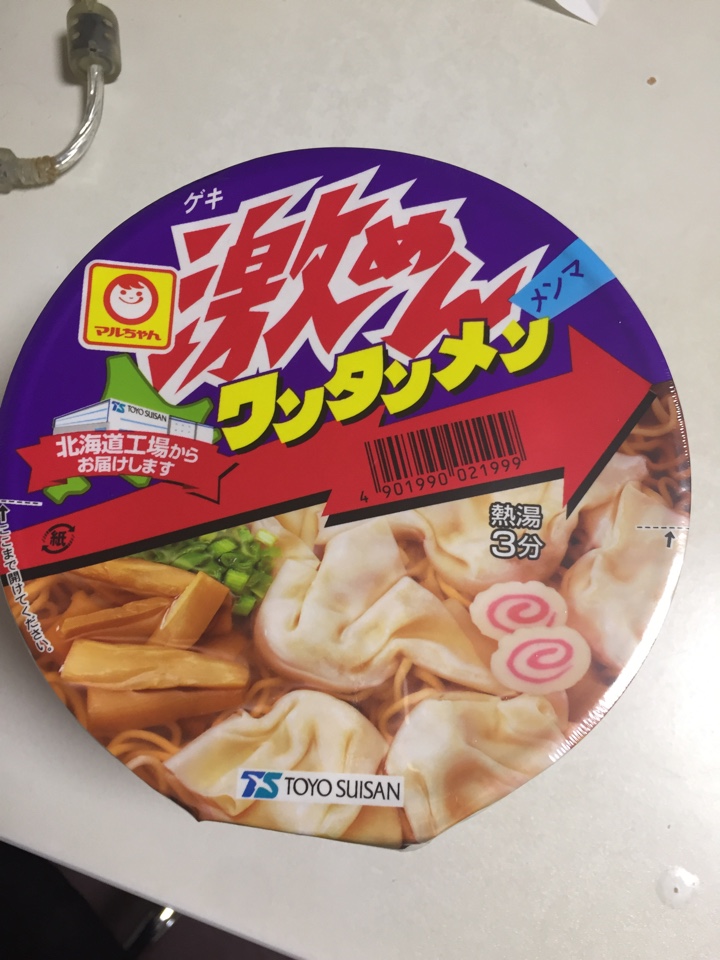 ゲキ
激めん
メンマ
マルちゃん
ワンタンメン
TS TOYO SUISAN
北海道工場から
お届けします
4 901990 021999
熱湯
3分
紙
ここまで開けてください。
TS TOYO SUISAN